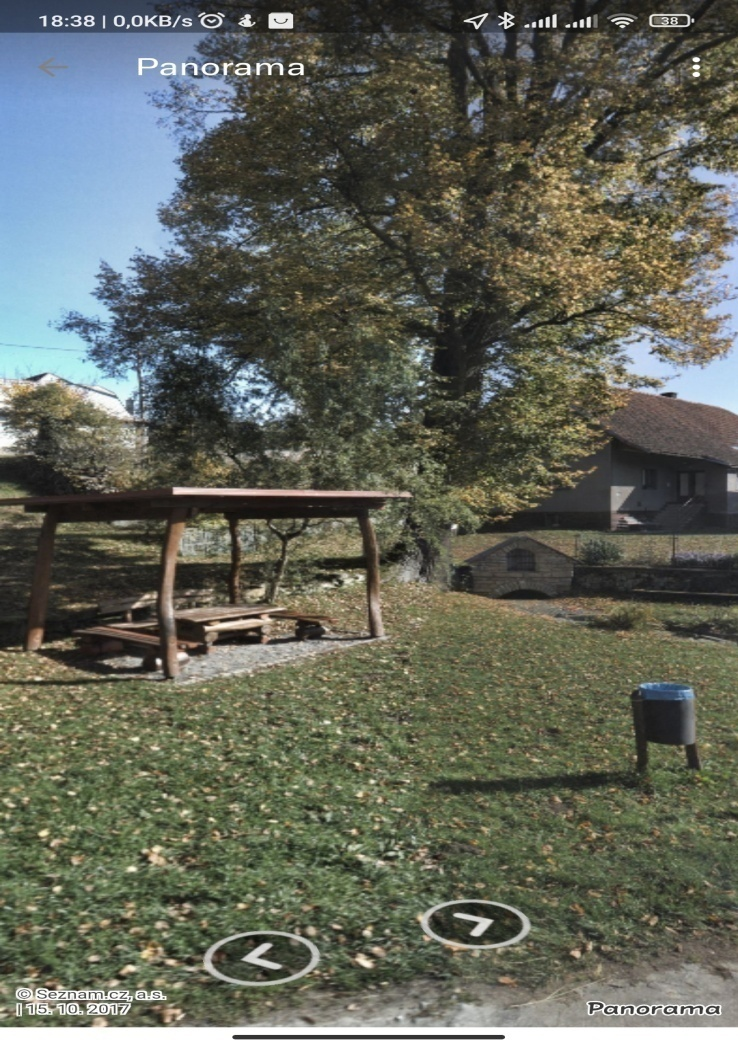 18:38 | 0,0KB/s
38
Panorama
© Seznam.cz, a.s.
| 15. 10. 2017
Panorama